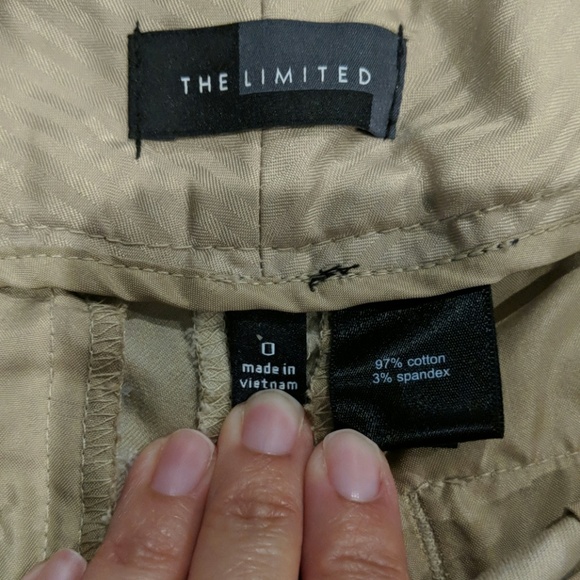 THE LIMITED
0
made in
vietnam
97% cotton
3% spandex